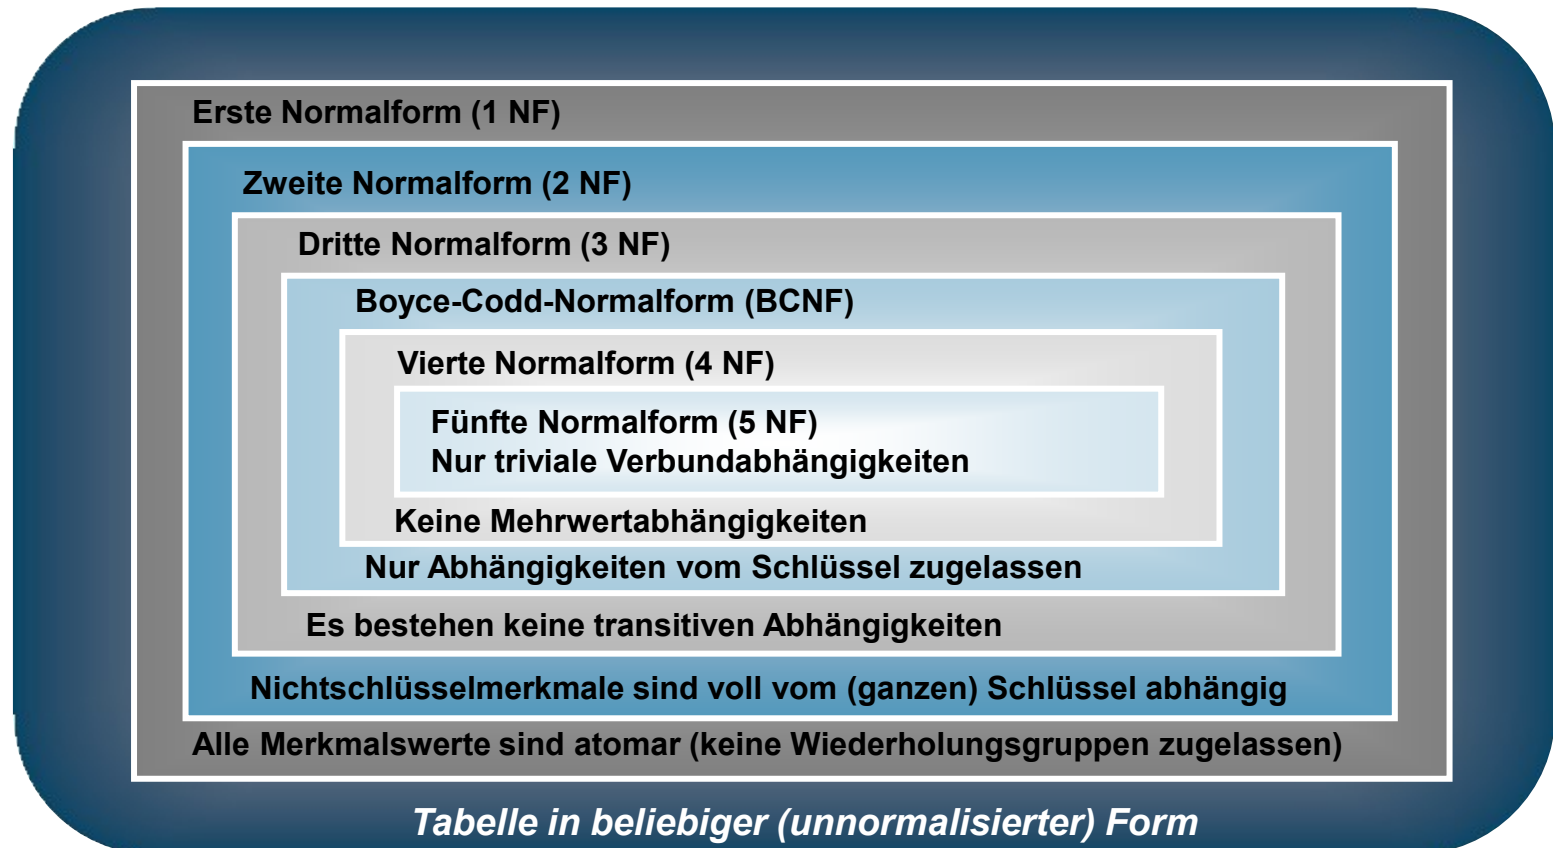 Erste Normalform (1 NF)
Zweite Normalform (2 NF)
Dritte Normalform (3 NF)
Boyce-Codd-Normalform (BCNF)
Vierte Normalform (4 NF)
Fünfte Normalform (5 NF)
Nur triviale Verbundabhängigkeiten
Keine Mehrwertabhängigkeiten
Nur Abhängigkeiten vom Schlüssel zugelassen
Es bestehen keine transitiven Abhängigkeiten
Nichtschlüsselmerkmale sind voll vom (ganzen) Schlüssel abhängig
Alle Merkmalswerte sind atomar (keine Wiederholungsgruppen zugelassen)
Tabelle in beliebiger (unnormalisierter) Form